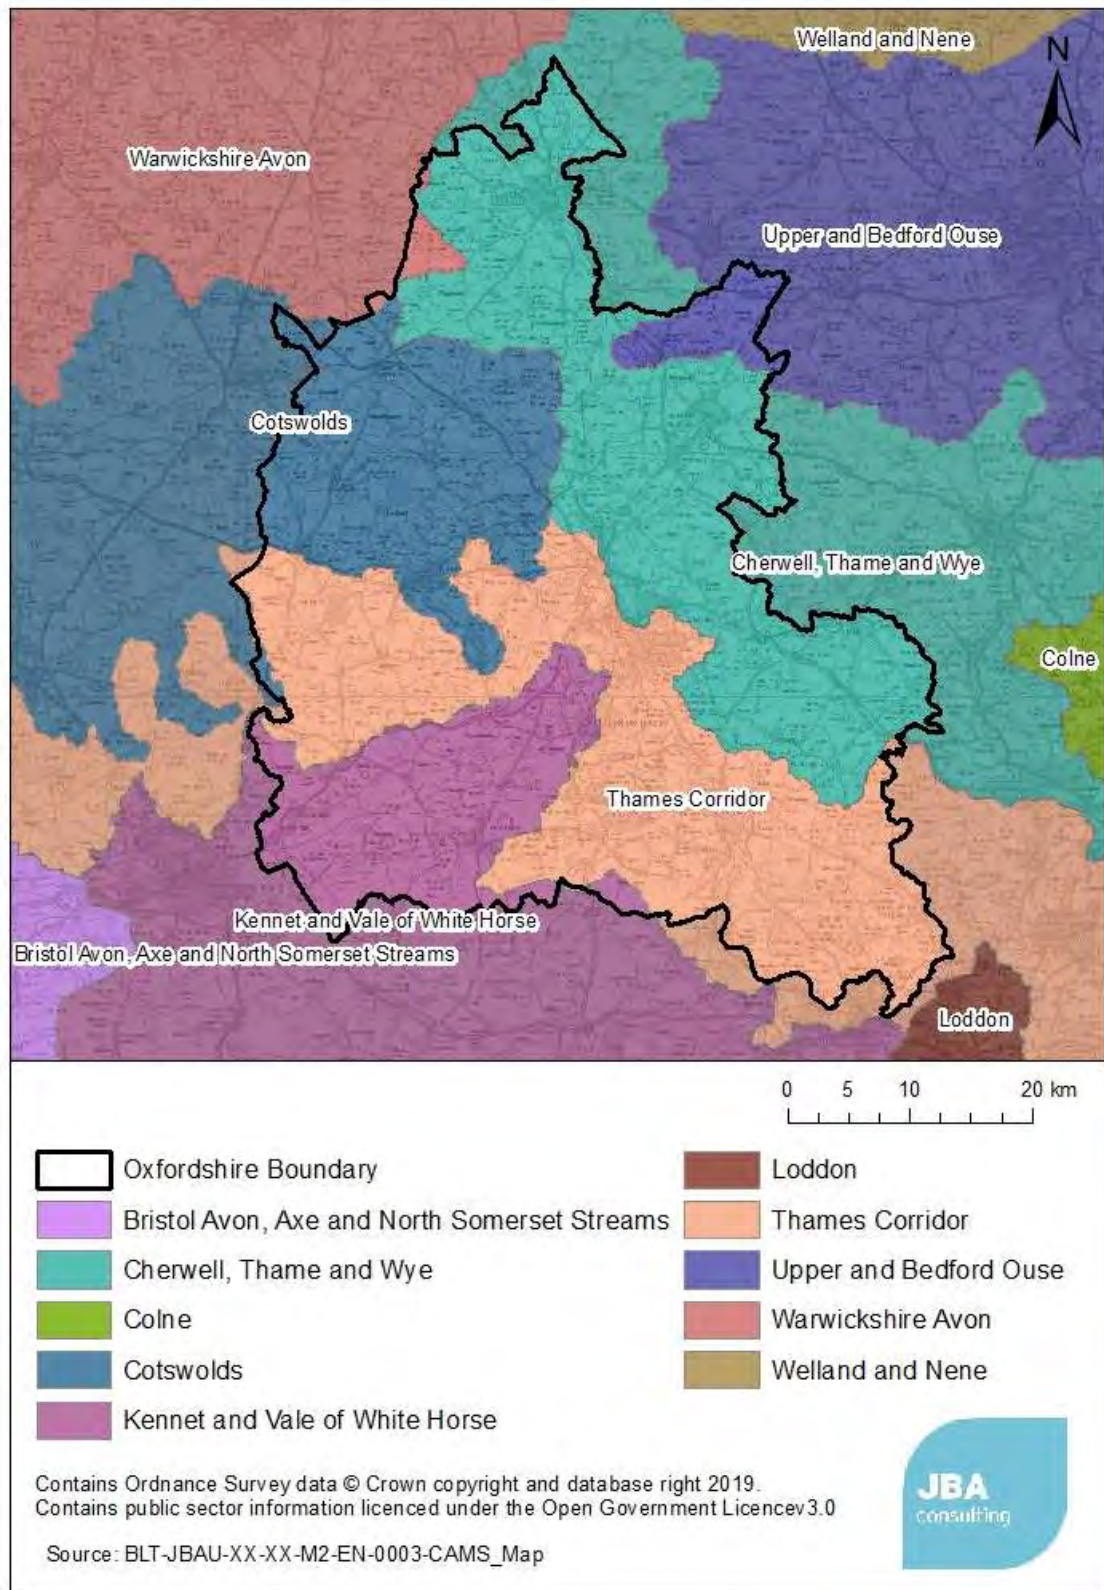 Welland and Nene
N
Warwickshire Avon
Upper and Bedford Ouse
Cotswolds
Cherwell, Thame and Wye
Colne
Thames Corridor
Kennet and Vale of White Horse
Bristol Avon, Axe and North Somerset Streams
Loddon
0 5 10 20 km
Oxfordshire Boundary
Bristol Avon, Axe and North Somerset Streams
Cherwell, Thame and Wye
Colne
Cotswolds
Kennet and Vale of White Horse
Loddon
Thames Corridor
Upper and Bedford Ouse
Warwickshire Avon
Welland and Nene
Contains Ordnance Survey data © Crown copyright and database right 2019.
Contains public sector information licenced under the Open Government Licencev3.0
Source: BLT-JBAU-XX-XX-M2-EN-0003-CAMS_Map
JBA
consulting